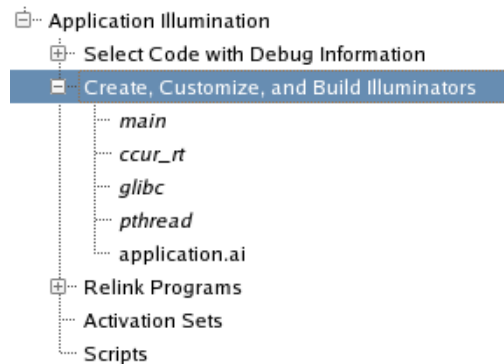 Application Illumination
Select Code with Debug Information
Create, Customize, and Build Illuminators
main
ccur_rt
glibc
pthread
application.ai
Relink Programs
Activation Sets
Scripts